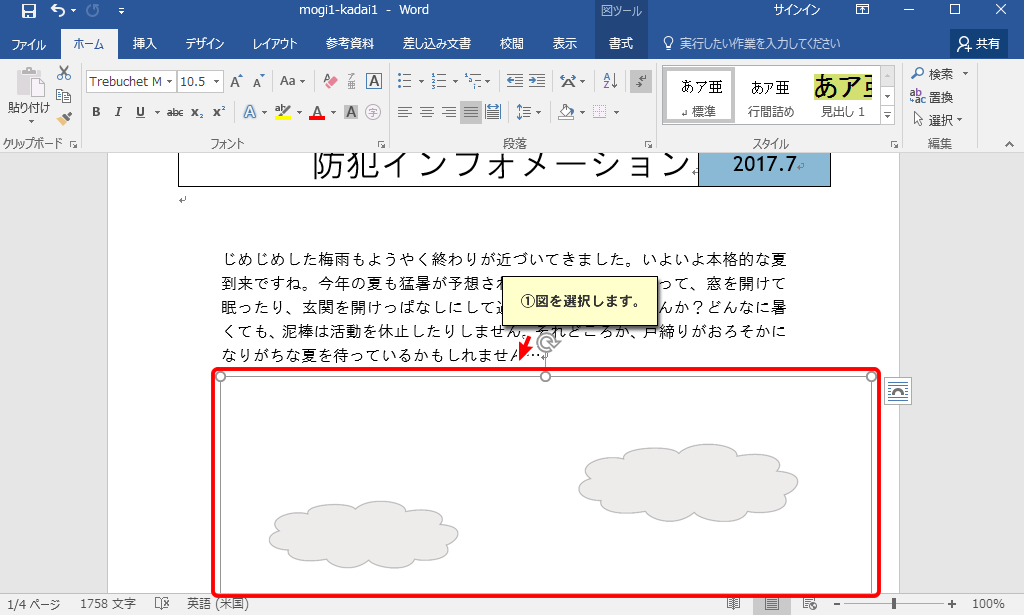 mogi1-kadai1 - Word
図ツール
サインイン
ファイル ホーム 挿入 デザイン レイアウト 参考資料 差し込み文書 校閲 表示 書式 実行したい作業を入力してください 共有
貼り付け
クリップボード
Trebuchet M 10.5 A A Aa ア亜 A
B I U abc x₂ x² A aby A A 字
フォント
段落
あア亜 標準
あア亜 行間詰め
あア亜 見出し 1
スタイル
検索
置換
選択
編集
防犯インフォメーション
2017.7
じめじめした梅雨もようやく終わりが近づいてきました。いよいよ本格的な夏
到来ですね。今年の夏も猛暑が予想さ って、窓を開けて
眠ったり、玄関を開けっぱなしにして んか？どんなに暑
くても、泥棒は活動を休止したりしません。それどころか、戸締りがおろそかに
なりがちな夏を待っているかもしれません…
①図を選択します。
1/4 ページ 1758 文字 英語 (米国) 100%